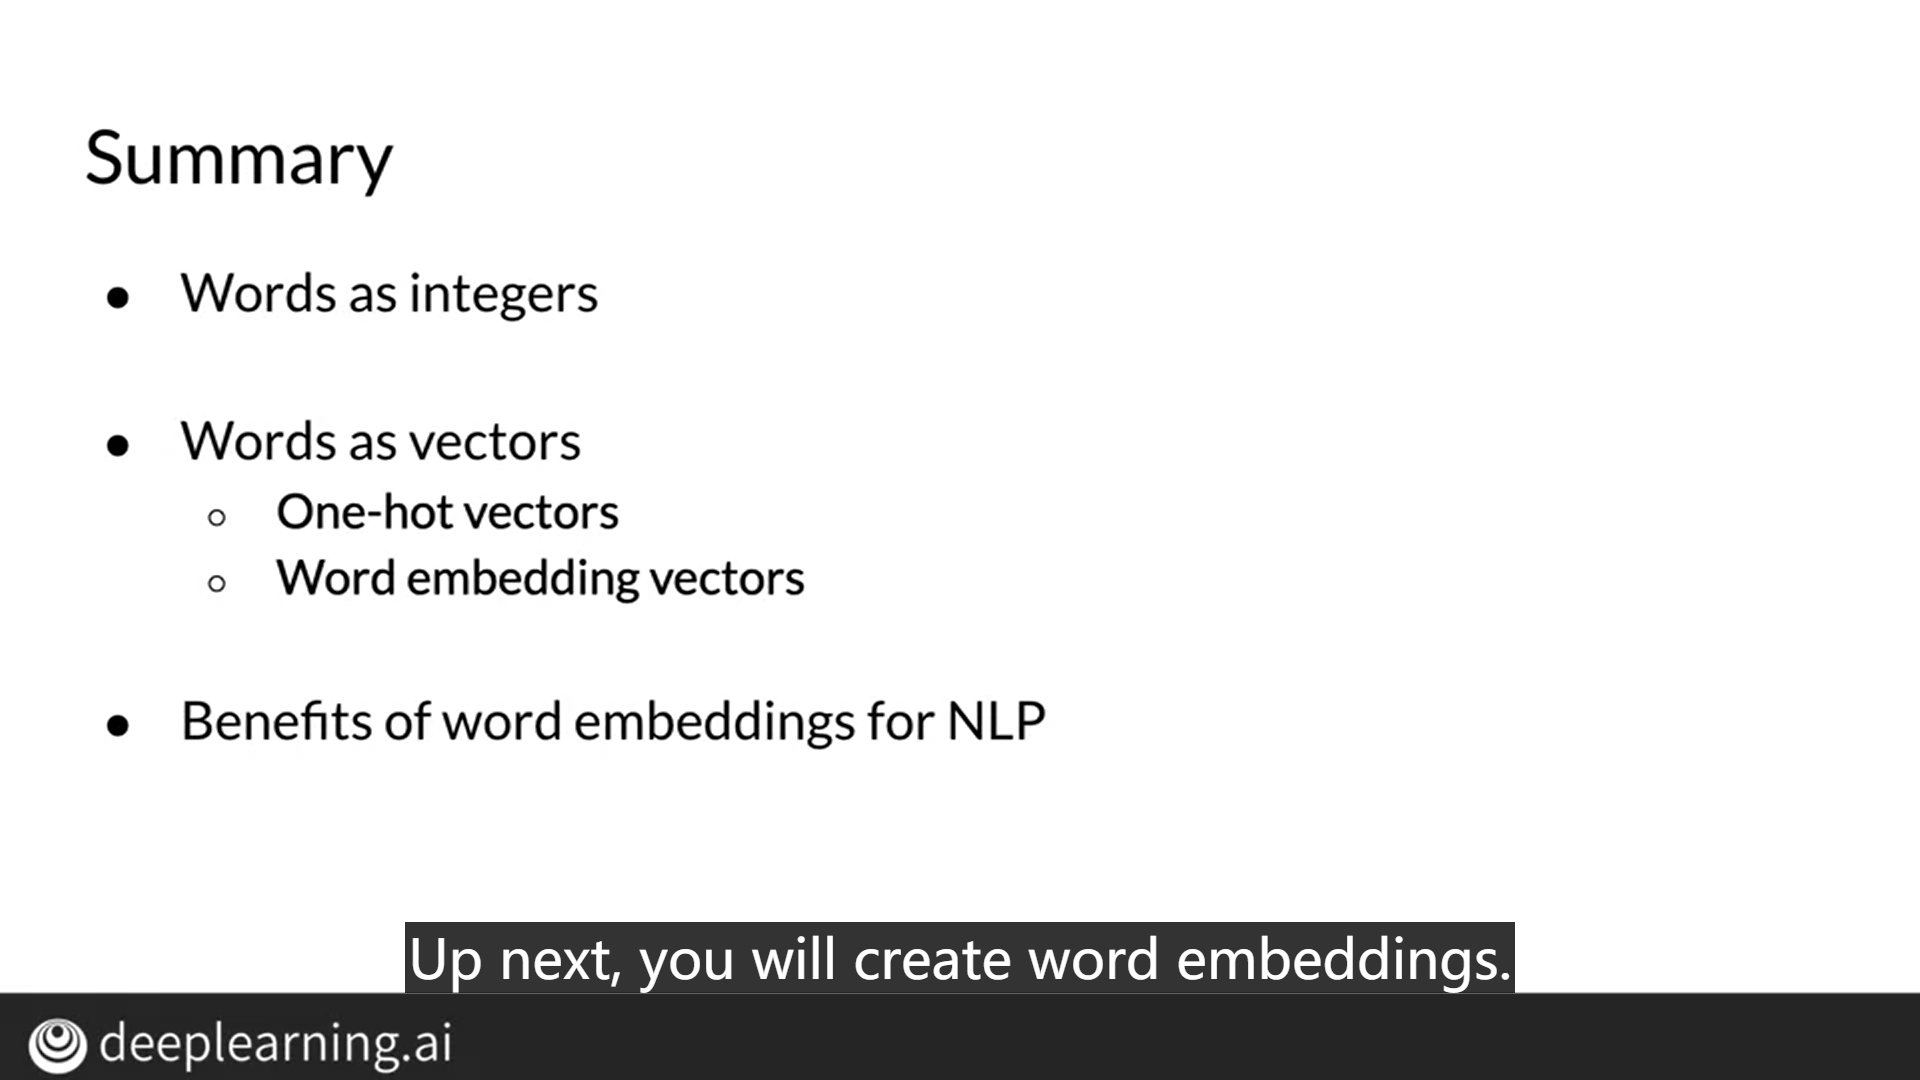 Summary
● Words as integers
● Words as vectors
○ One-hot vectors
○ Word embedding vectors
● Benefits of word embeddings for NLP
Up next, you will create word embeddings.
deeplearning.ai